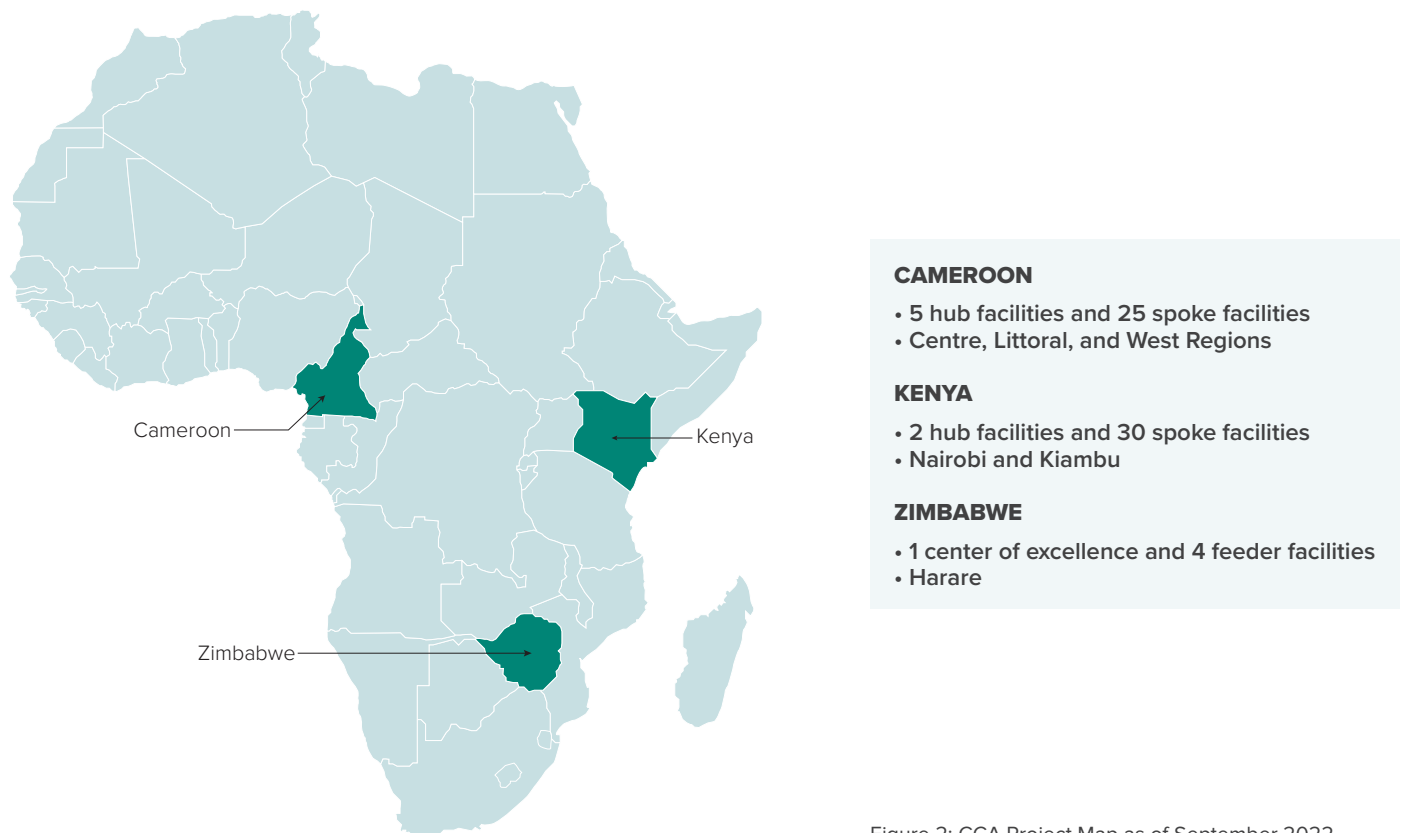 Cameroon
Kenya
Zimbabwe
CAMEROON
• 5 hub facilities and 25 spoke facilities
• Centre, Littoral, and West Regions
KENYA
• 2 hub facilities and 30 spoke facilities
• Nairobi and Kiambu
ZIMBABWE
• 1 center of excellence and 4 feeder facilities
• Harare
Figure 2: CCA Project Map as of September 2022